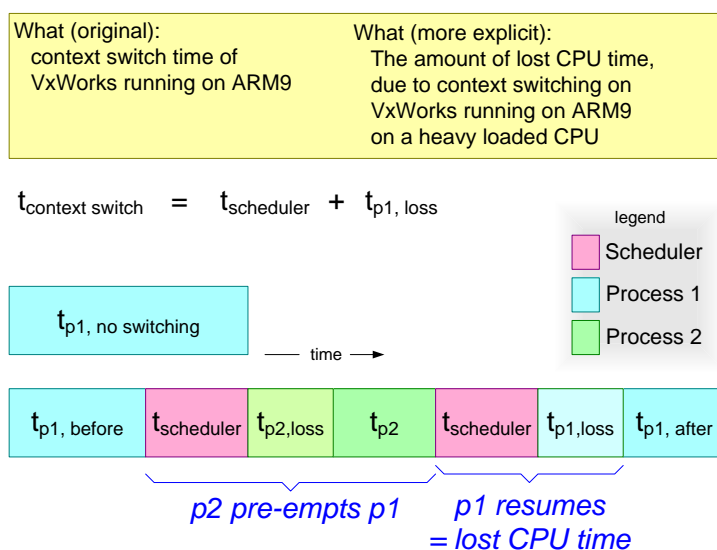 What (original):
context switch time of
VxWorks running on ARM9
What (more explicit):
The amount of lost CPU time,
due to context switching on
VxWorks running on ARM9
on a heavy loaded CPU
tcontext switch = tscheduler + tp1, loss
legend
Scheduler
Process 1
Process 2
tp1, no switching
time
tp1, before tscheduler tp2,loss tp2 tscheduler tp1,loss tp1, after
p2 pre-empts p1
p1 resumes
= lost CPU time